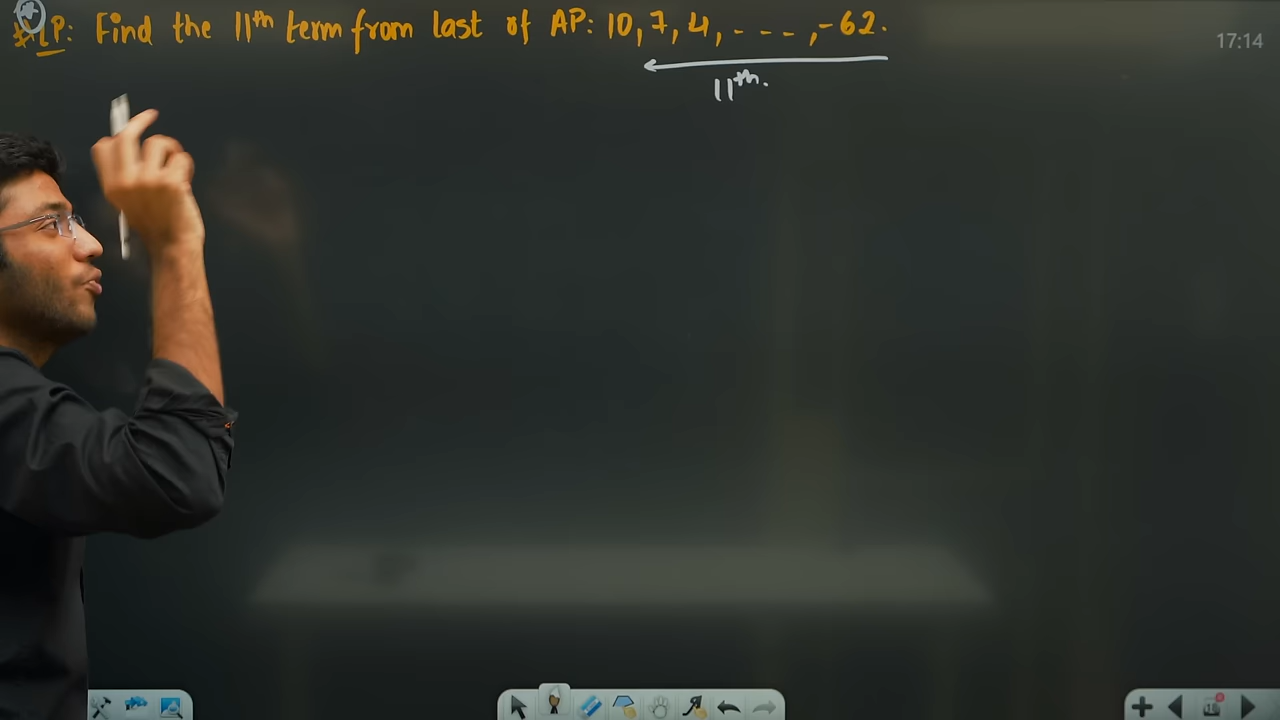 Find the 11th term from last of AP: 10, 7, 4, - - - , -62.
17:14
11th.